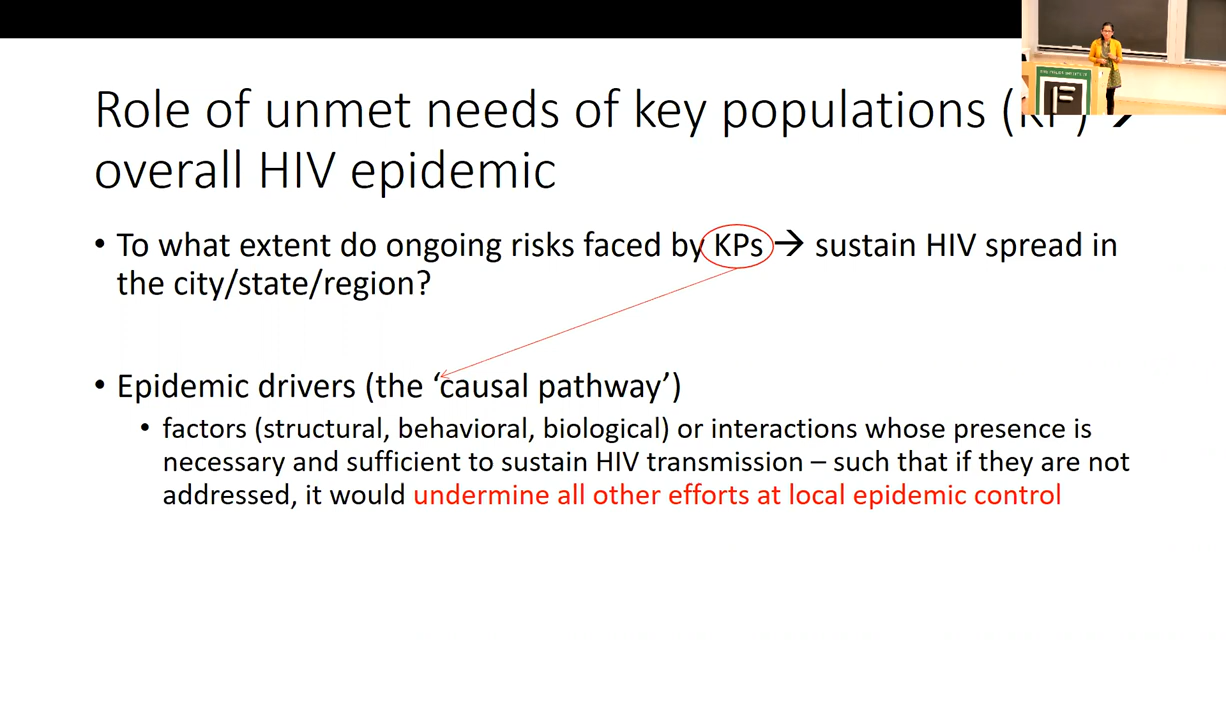 Role of unmet needs of key populations (KP) →
overall HIV epidemic
• To what extent do ongoing risks faced by KPs → sustain HIV spread in
the city/state/region?
• Epidemic drivers (the ‘causal pathway’)
• factors (structural, behavioral, biological) or interactions whose presence is
necessary and sufficient to sustain HIV transmission – such that if they are not
addressed, it would undermine all other efforts at local epidemic control